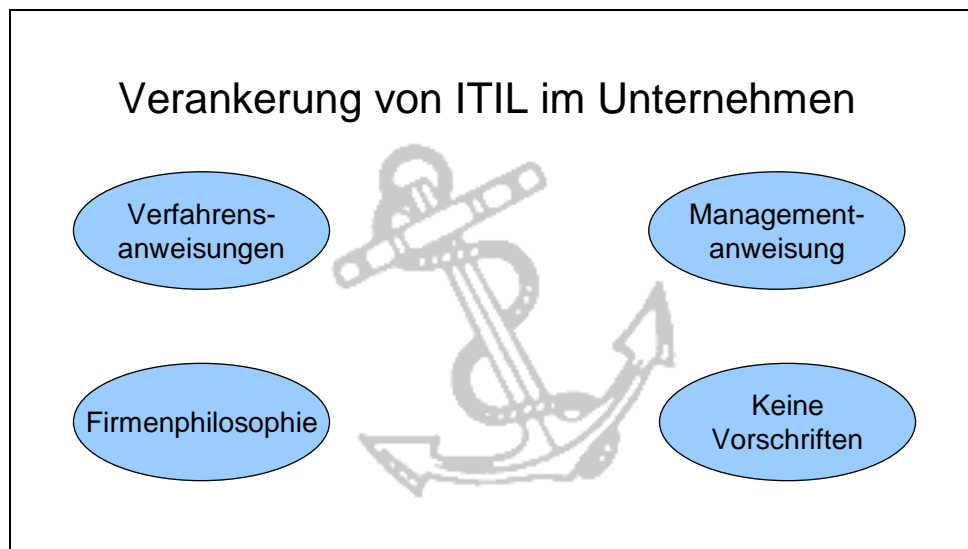 Verankerung von ITIL im Unternehmen
Verfahrens-
anweisungen
Management-
anweisung
Firmenphilosophie
Keine
Vorschriften